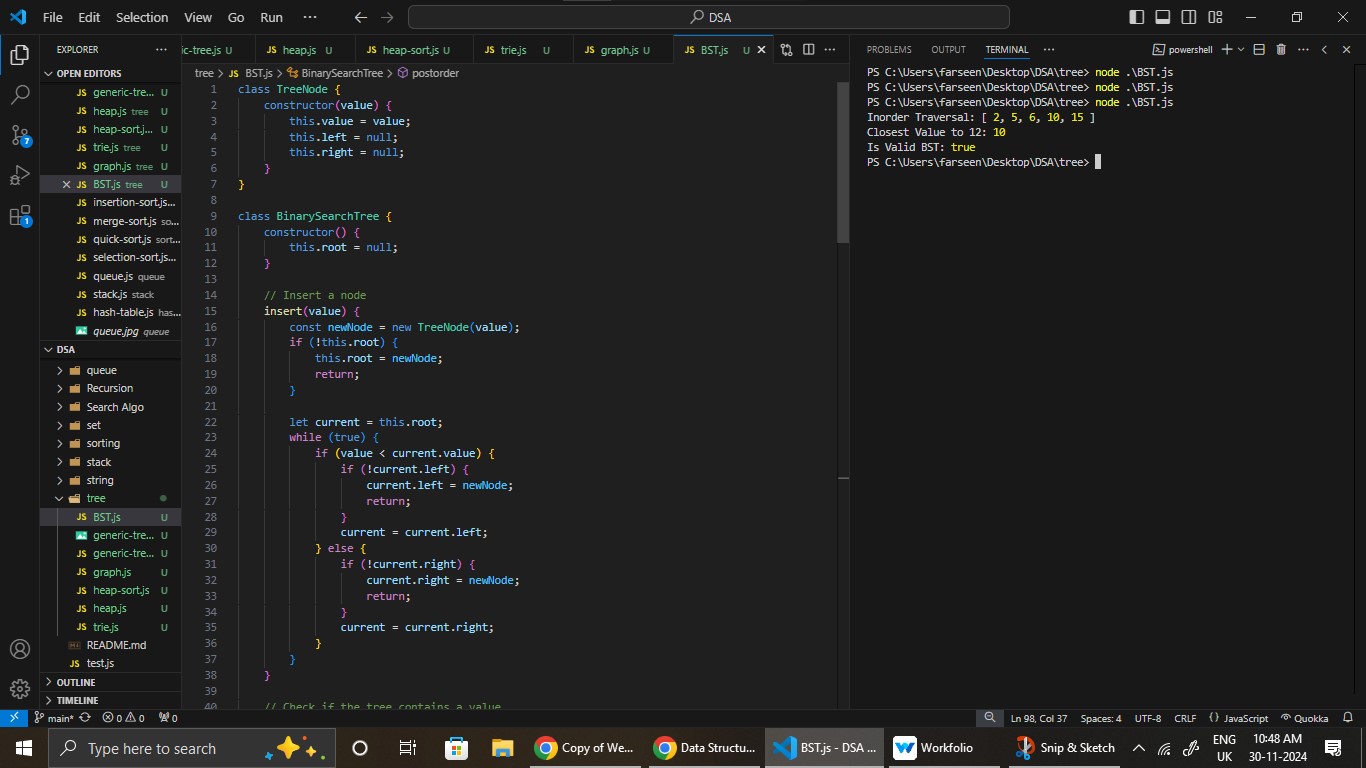 File Edit Selection View Go Run ··· DSA
EXPLORER ···
OPEN EDITORS
generic-tre... U
heap.js tree U
heap-sort.j... U
trie.js tree U
graph.js tree U
BST.js tree U
insertion-sort.js...
merge-sort.js so...
quick-sort.js sort...
selection-sort.js...
queue.js queue
stack.js stack
hash-table.js has...
queue.jpg queue
DSA
queue
Recursion
Search Algo
set
sorting
stack
string
tree
JS BST.js U
generic-tre... U
JS generic-tre... U
JS graph.js U
JS heap-sort.js U
JS heap.js U
JS trie.js U
README.md
JS test.js
OUTLINE
TIMELINE
ic-tree.js U JS heap.js U JS heap-sort.js U JS trie.js U JS graph.js U JS BST.js U
tree > JS BST.js > BinarySearchTree > postorder
1 class TreeNode {
2 constructor(value) {
3 this.value = value;
4 this.left = null;
5 this.right = null;
6 }
7 }
8
9 class BinarySearchTree {
10 constructor() {
11 this.root = null;
12 }
13
14 // Insert a node
15 insert(value) {
16 const newNode = new TreeNode(value);
17 if (!this.root) {
18 this.root = newNode;
19 return;
20 }
21
22 let current = this.root;
23 while (true) {
24 if (value < current.value) {
25 if (!current.left) {
26 current.left = newNode;
27 return;
28 }
29 current = current.left;
30 } else {
31 if (!current.right) {
32 current.right = newNode;
33 return;
34 }
35 current = current.right;
36 }
37 }
38 }
39
40 // Check if the tree contains a value
PROBLEMS OUTPUT TERMINAL ··· powershell
PS C:\Users\farseen\Desktop\DSA\tree> node .\BST.js
PS C:\Users\farseen\Desktop\DSA\tree> node .\BST.js
PS C:\Users\farseen\Desktop\DSA\tree> node .\BST.js
Inorder Traversal: [ 2, 5, 6, 10, 15 ]
Closest Value to 12: 10
Is Valid BST: true
PS C:\Users\farseen\Desktop\DSA\tree>
main* 0 0 0 Ln 98, Col 37 Spaces: 4 UTF-8 CRLF {} JavaScript Quokka
Type here to search Copy of We... Data Structu... BST.js - DSA ... Workfolio Snip & Sketch ENG UK 10:48 AM 30-11-2024